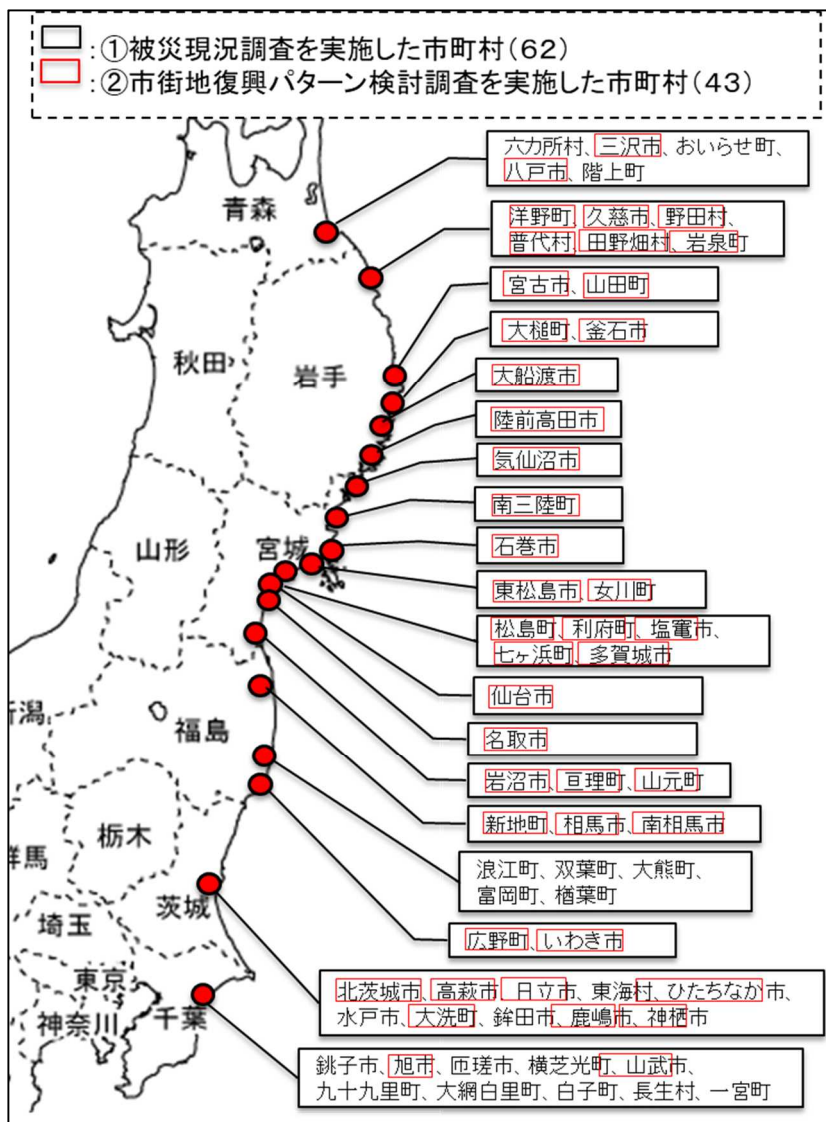 :①被災現況調査を実施した市町村(62)
:②市街地復興パターン検討調査を実施した市町村(43)
六カ所村、三沢市、おいらせ町、
八戸市、階上町
青森
洋野町、久慈市、野田村、
普代村、田野畑村、岩泉町
宮古市、山田町
大槌町、釜石市
秋田
岩手
大船渡市
陸前高田市
気仙沼市
南三陸町
山形
宮城
石巻市
東松島市、女川町
松島町、利府町、塩竈市、
七ヶ浜町、多賀城市
仙台市
新潟
福島
名取市
岩沼市、亘理町、山元町
新地町、相馬市、南相馬市
栃木
群馬
浪江町、双葉町、大熊町、
富岡町、楢葉町
茨城
埼玉
広野町、いわき市
東京
北茨城市、高萩市、日立市、東海村、ひたちなか市、
水戸市、大洗町、鉾田市、鹿嶋市、神栖市
神奈川
千葉
銚子市、旭市、匝瑳市、横芝光町、山武市、
九十九里町、大網白里町、白子町、長生村、一宮町